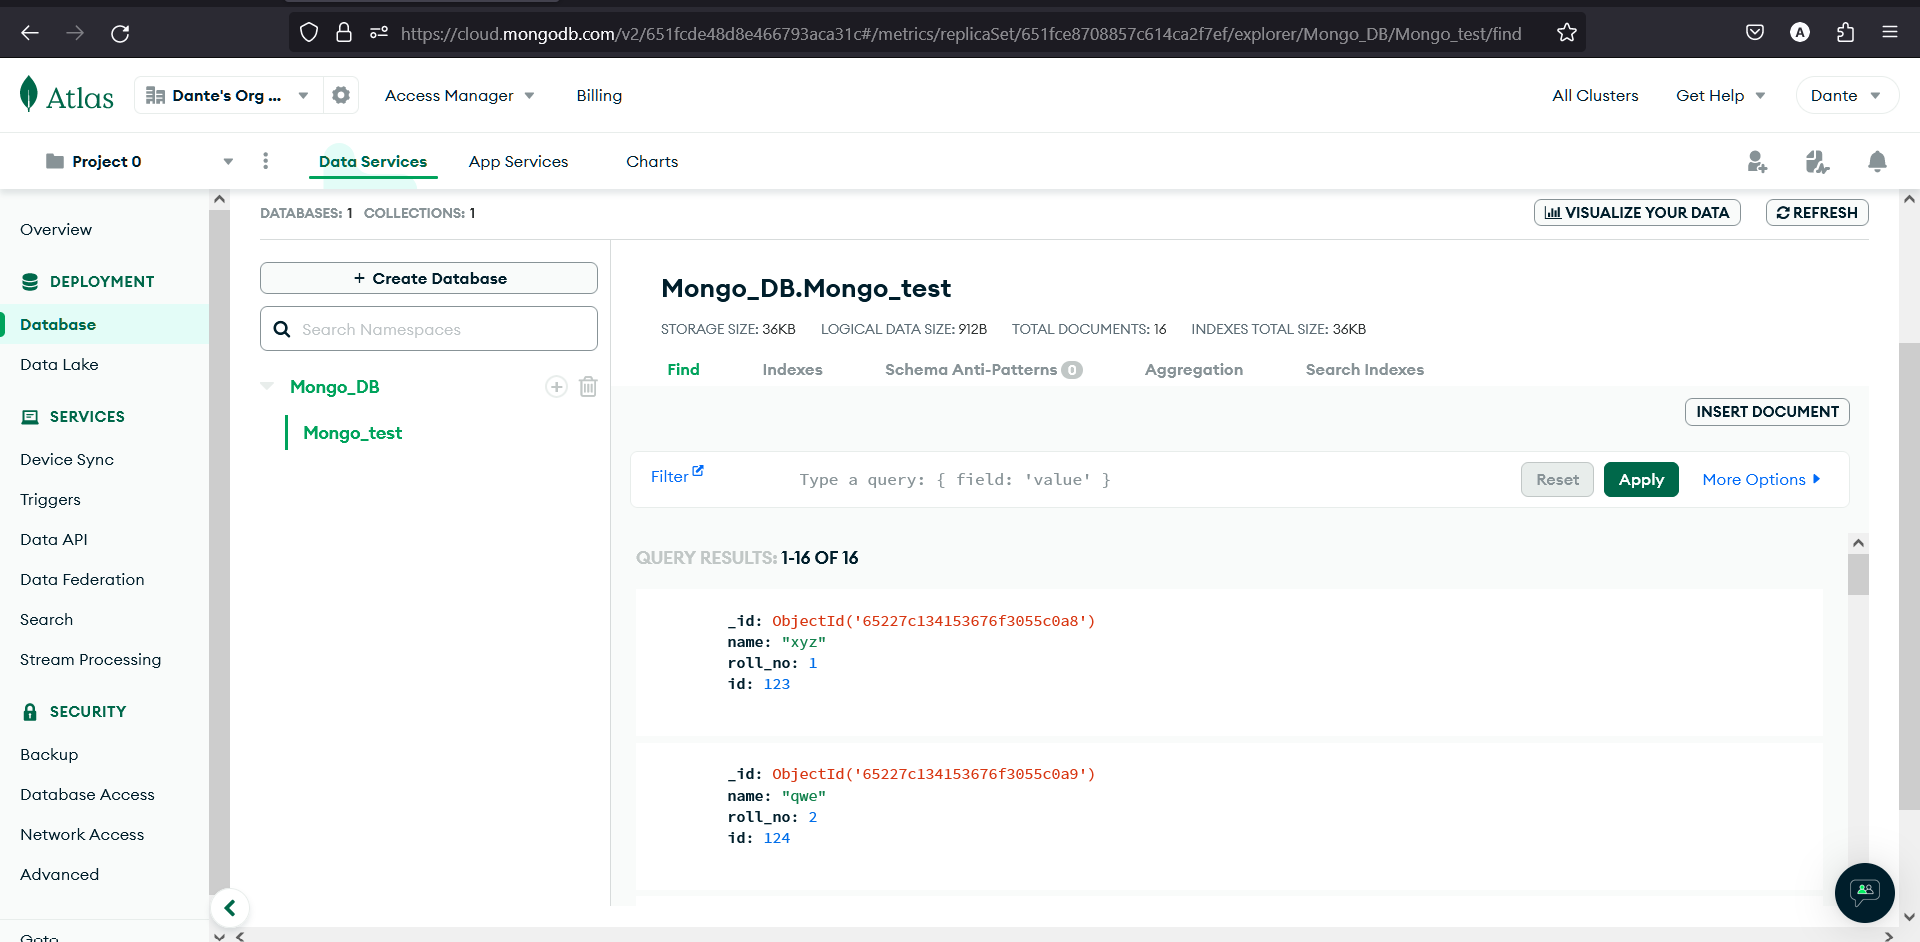 https://cloud.mongodb.com/v2/651fcde48d8e466793aca31c#/metrics/replicaSet/651fce8708857c614ca2f7ef/explorer/Mongo_DB/Mongo_test/find
A
Atlas
Dante's Org ...
Access Manager
Billing
All Clusters
Get Help
Dante
Project 0
Data Services
App Services
Charts
Overview
DEPLOYMENT
Database
Data Lake
SERVICES
Device Sync
Triggers
Data API
Data Federation
Search
Stream Processing
SECURITY
Backup
Database Access
Network Access
Advanced
Goto
DATABASES: 1 COLLECTIONS: 1
VISUALIZE YOUR DATA
REFRESH
+ Create Database
Search Namespaces
Mongo_DB
Mongo_test
Mongo_DB.Mongo_test
STORAGE SIZE: 36KB LOGICAL DATA SIZE: 912B TOTAL DOCUMENTS: 16 INDEXES TOTAL SIZE: 36KB
Find
Indexes
Schema Anti-Patterns 0
Aggregation
Search Indexes
INSERT DOCUMENT
Filter
Type a query: { field: 'value' }
Reset
Apply
More Options
QUERY RESULTS: 1-16 OF 16
_id: ObjectId('65227c134153676f3055c0a8')
name: "xyz"
roll_no: 1
id: 123
_id: ObjectId('65227c134153676f3055c0a9')
name: "qwe"
roll_no: 2
id: 124